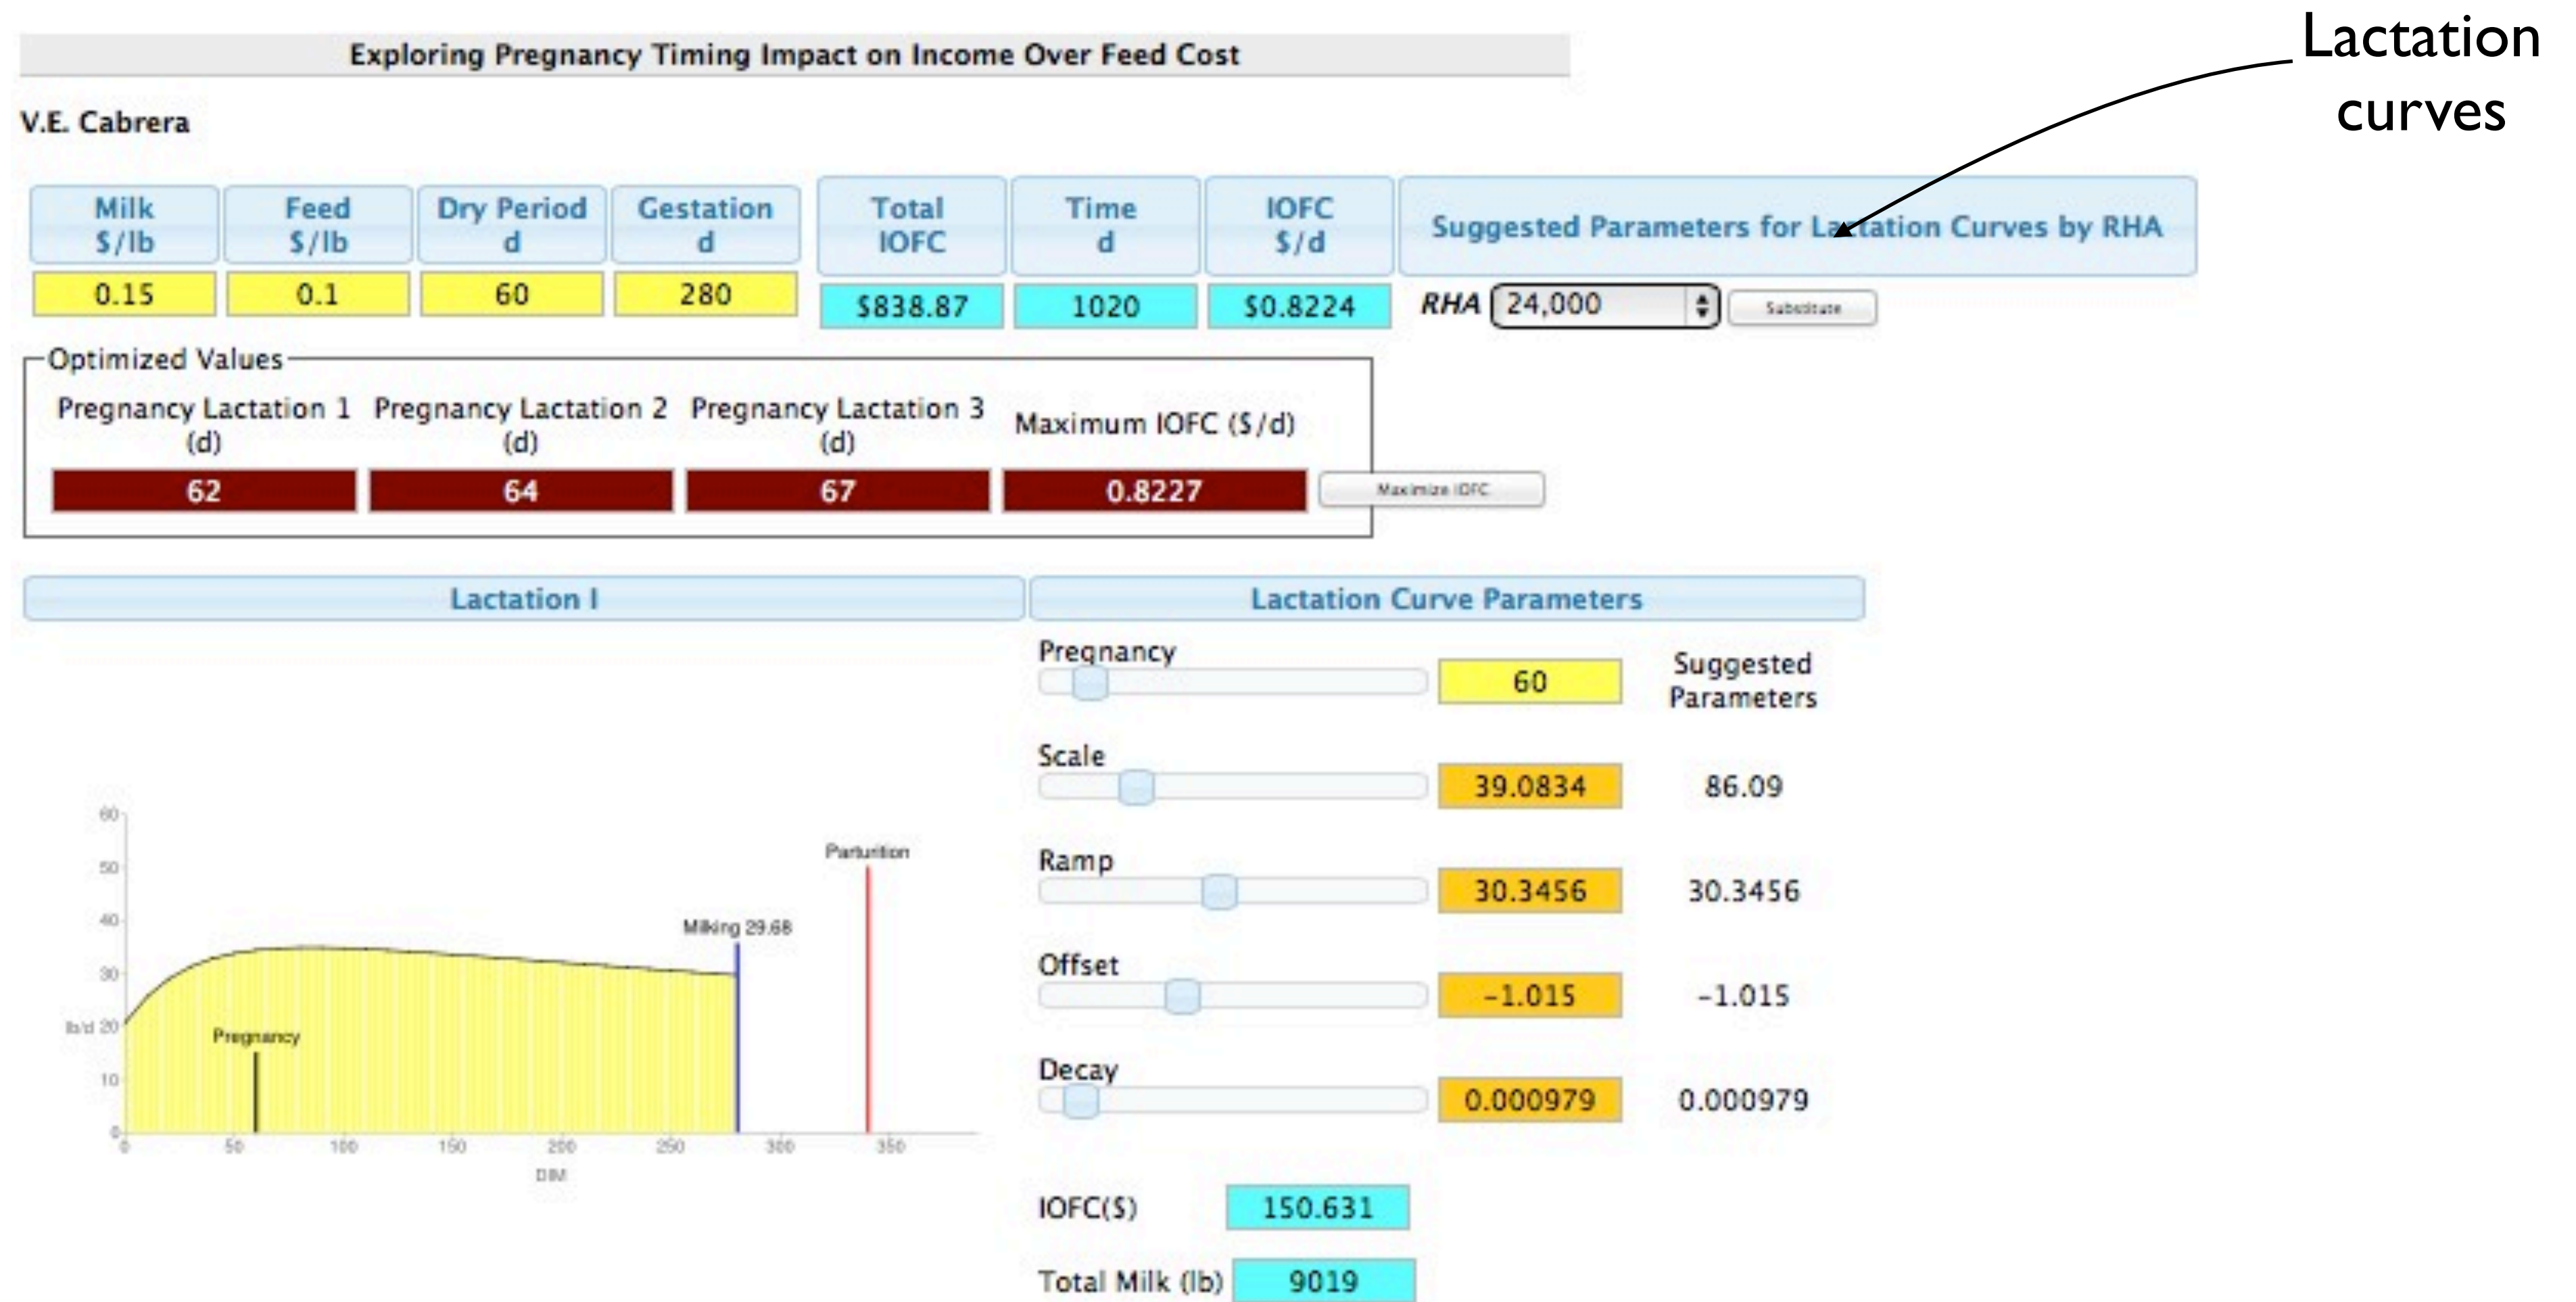 Lactation
curves
Exploring Pregnancy Timing Impact on Income Over Feed Cost
V.E. Cabrera
Milk
$/lb
Feed
$/lb
Dry Period
d
Gestation
d
Total
IOFC
Time
d
IOFC
$/d
Suggested Parameters for Lactation Curves by RHA
0.15
0.1
60
280
$838.87
1020
$0.8224
RHA
24,000
Substitute
Optimized Values
Pregnancy Lactation 1
(d)
Pregnancy Lactation 2
(d)
Pregnancy Lactation 3
(d)
Maximum IOFC ($/d)
62
64
67
0.8227
Maximize IOFC
Lactation I
Lactation Curve Parameters
Pregnancy
60
Suggested
Parameters
Scale
39.0834
86.09
Ramp
30.3456
30.3456
Offset
-1.015
-1.015
Decay
0.000979
0.000979
IOFC($)
150.631
Total Milk (lb)
9019
60
50
40
30
lb/d 20
10
0
Pregnancy
Milking 29.68
Parturition
0
50
100
150
200
250
300
350
DIM